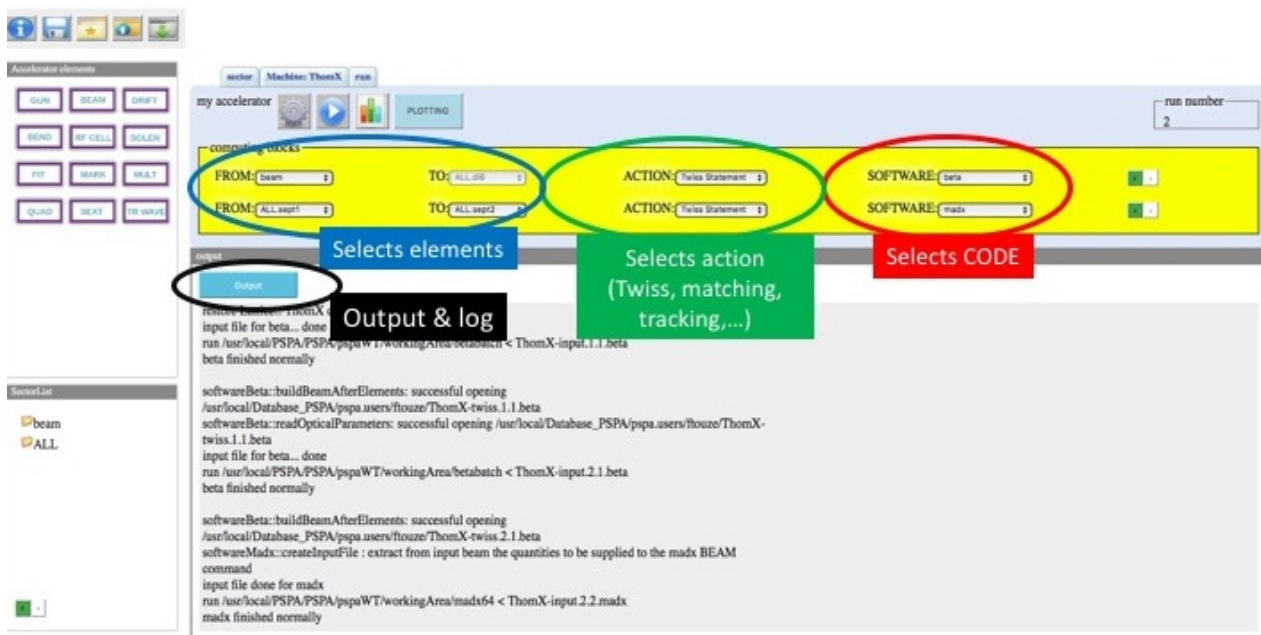 Accelerator elements
GUN BEAM DRIFT
BEND RF CELL SOLEN
FIT MARK MULT
QUAD SEXT TR WAVE
sector Machine: ThomX run
my accelerator PLOTTING
run number
2
computing blocks
FROM: beam TO: ALL.di6 ACTION: Twiss Statement SOFTWARE: beta
FROM: ALL.sept1 TO: ALL.sept2 ACTION: Twiss Statement SOFTWARE: madx
Selects elements
Selects action
(Twiss, matching,
tracking,...)
Selects CODE
output
Output
Output & log
input file for beta... done
run /usr/local/PSPA/PSPA/pspaWT/workingArea/betabatch < ThomX-input.1.1.beta
beta finished normally
softwareBeta::buildBeamAfterElements: successful opening
/usr/local/Database_PSPA/pspa.users/ftouze/ThomX-twiss.1.1.beta
softwareBeta::readOpticalParameters: successful opening /usr/local/Database_PSPA/pspa.users/ftouze/ThomX-
twiss.1.1.beta
input file for beta... done
run /usr/local/PSPA/PSPA/pspaWT/workingArea/betabatch < ThomX-input.2.1.beta
beta finished normally
softwareBeta::buildBeamAfterElements: successful opening
/usr/local/Database_PSPA/pspa.users/ftouze/ThomX-twiss.2.1.beta
softwareMadx::createInputFile : extract from input beam the quantities to be supplied to the madx BEAM
command
input file done for madx
run /usr/local/PSPA/PSPA/pspaWT/workingArea/madx64 < ThomX-input.2.2.madx
madx finished normally
SectorList
beam
ALL